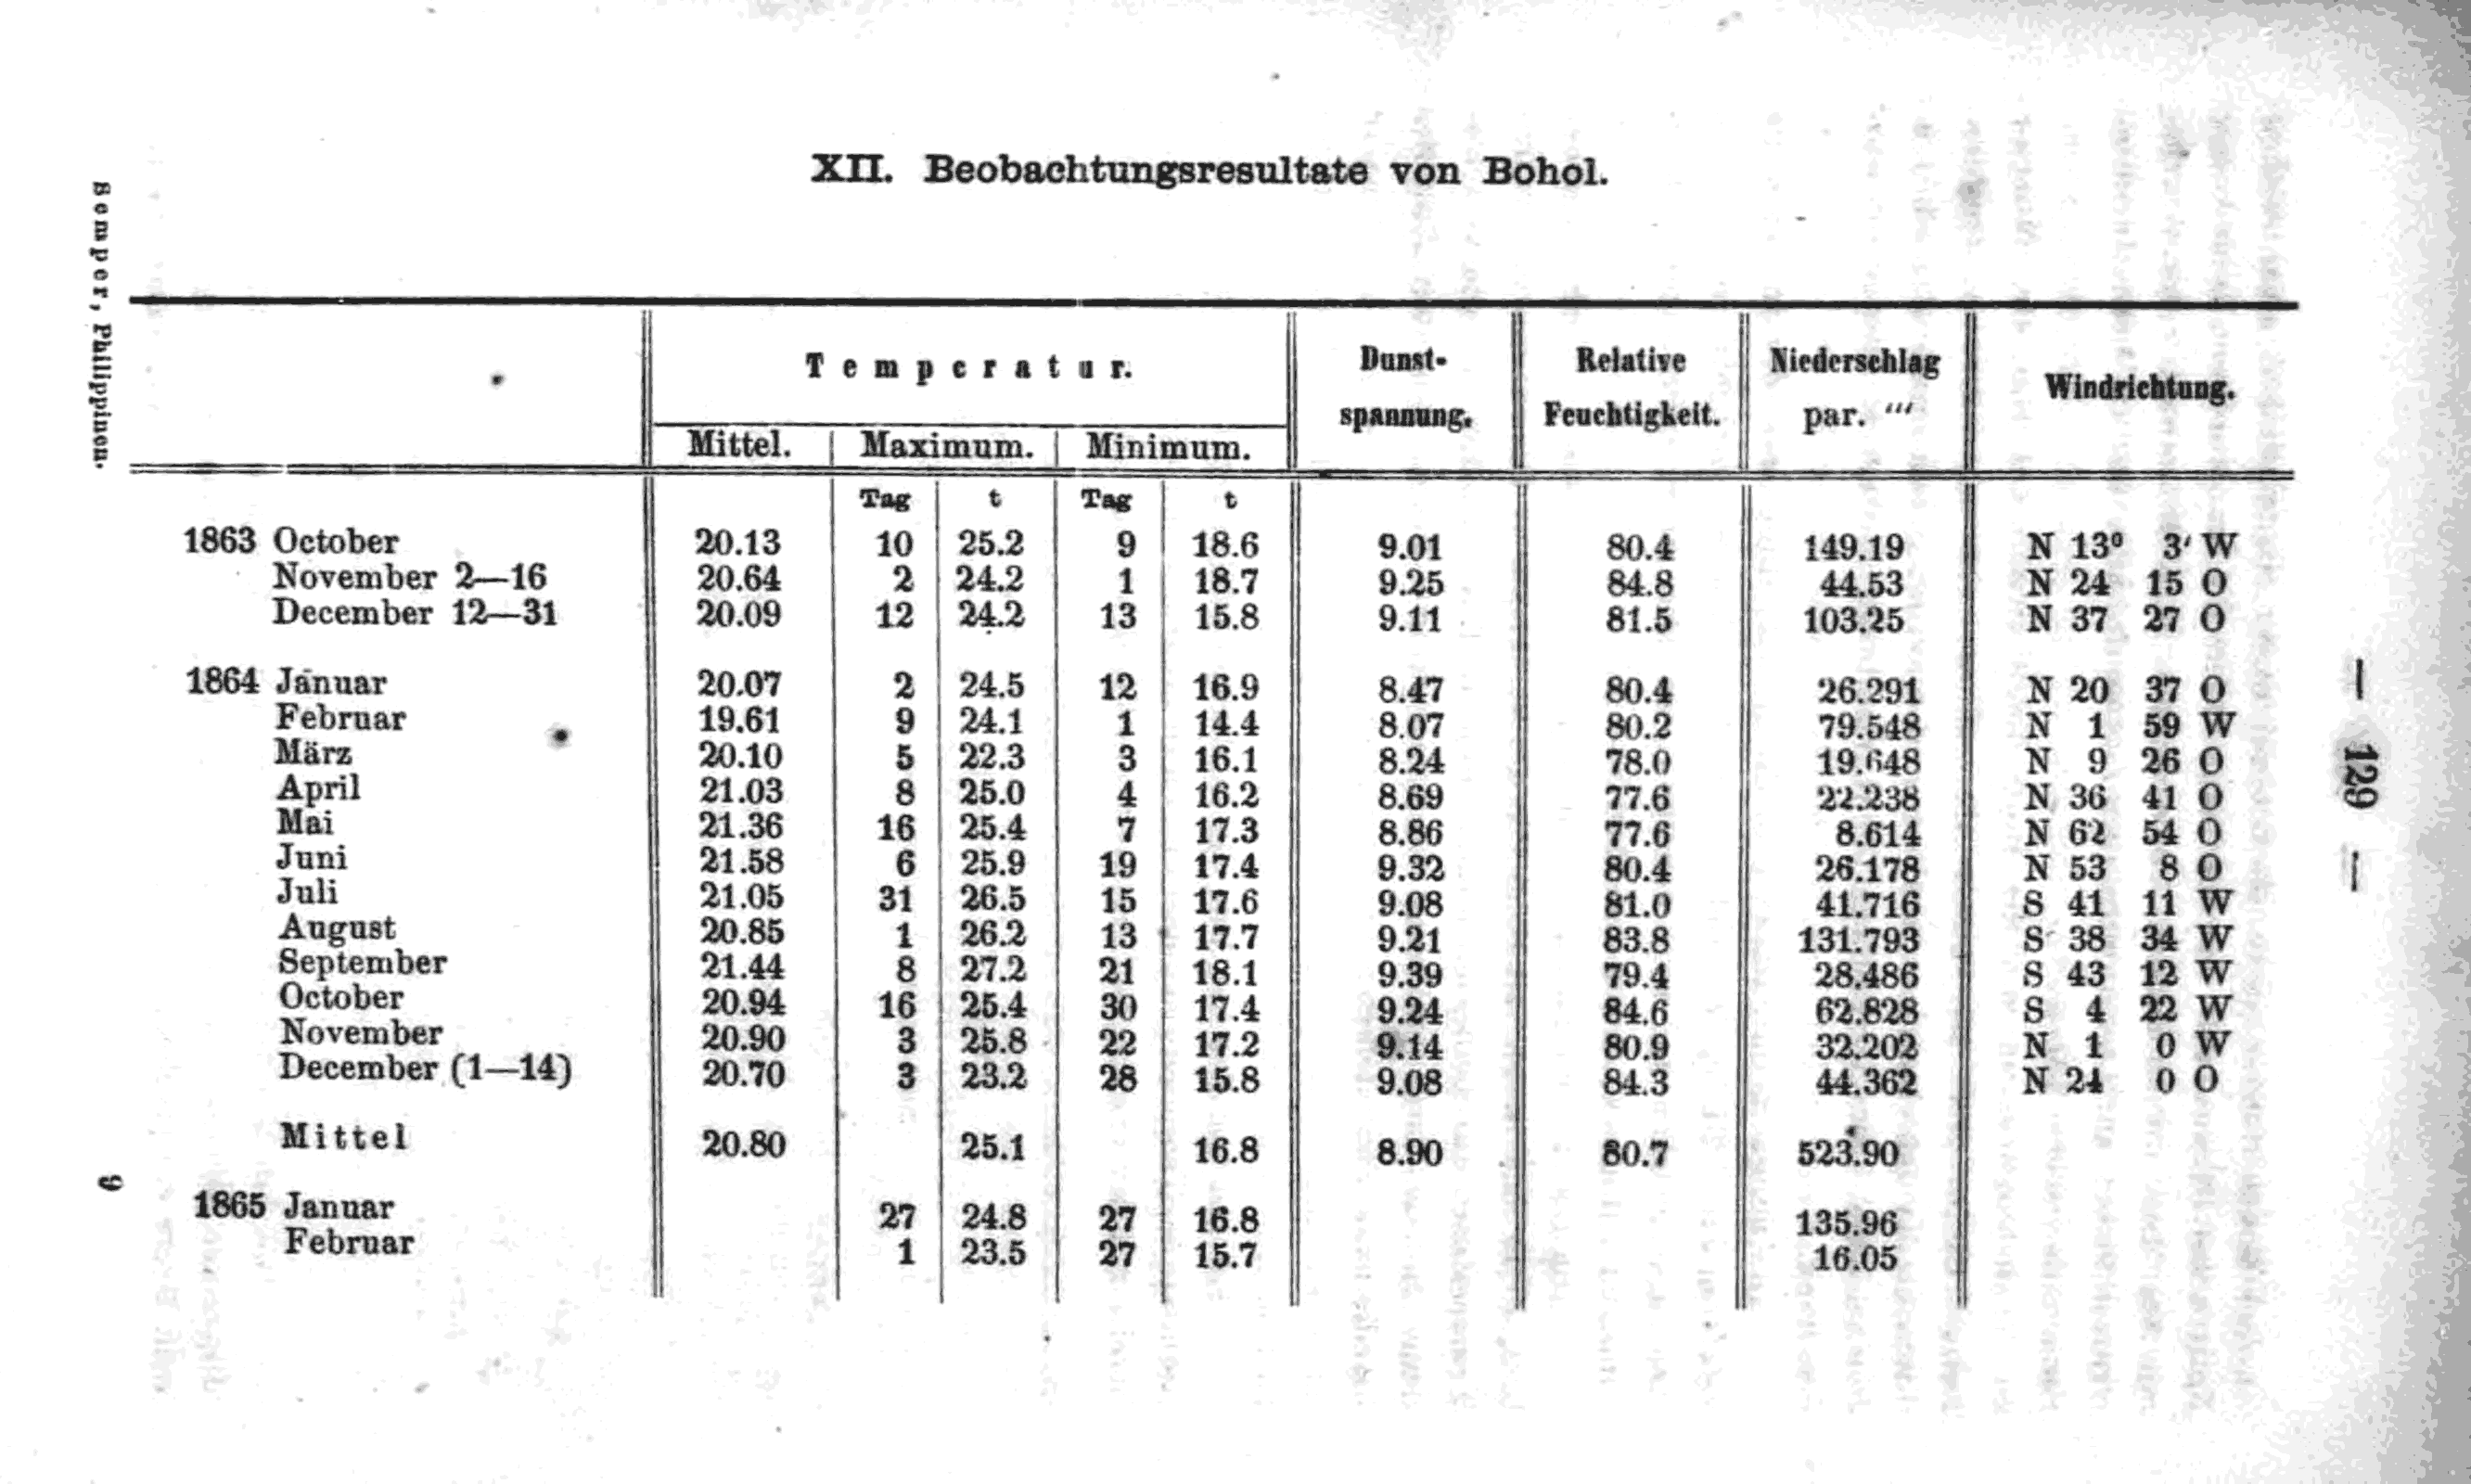 XII. Beobachtungsresultate von Bohol.
Temperatur. Dunst- Relative Niederschlag Windrichtung.
spannung. Feuchtigkeit. par. ‴
Mittel. Maximum. Minimum.
Tag t Tag t
1863 October 20.13 10 25.2 9 18.6 9.01 80.4 149.19 N 13° 3′ W
November 2—16 20.64 2 24.2 1 18.7 9.25 84.8 44.53 N 24 15 O
December 12—31 20.09 12 24.2 13 15.8 9.11 81.5 103.25 N 37 27 O
1864 Januar 20.07 2 24.5 12 16.9 8.47 80.4 26.291 N 20 37 O
Februar 19.61 9 24.1 1 14.4 8.07 80.2 79.548 N 1 59 W
März 20.10 5 22.3 3 16.1 8.24 78.0 19.648 N 9 26 O
April 21.03 8 25.0 4 16.2 8.69 77.6 22.238 N 36 41 O
Mai 21.36 16 25.4 7 17.3 8.86 77.6 8.614 N 62 54 O
Juni 21.58 6 25.9 19 17.4 9.32 80.4 26.178 N 53 8 O
Juli 21.05 31 26.5 15 17.6 9.08 81.0 41.716 S 41 11 W
August 20.85 1 26.2 13 17.7 9.21 83.8 131.793 S 38 34 W
September 21.44 8 27.2 21 18.1 9.39 79.4 28.486 S 43 12 W
October 20.94 16 25.4 30 17.4 9.24 84.6 62.828 S 4 22 W
November 20.90 3 25.8 22 17.2 9.14 80.9 32.202 N 1 0 W
December (1—14) 20.70 3 23.2 28 15.8 9.08 84.3 44.362 N 24 0 O
Mittel 20.80 25.1 16.8 8.90 80.7 523.90
1865 Januar 27 24.8 27 16.8 135.96
Februar 1 23.5 27 15.7 16.05
Semper, Philippinen.
9
— 129 —